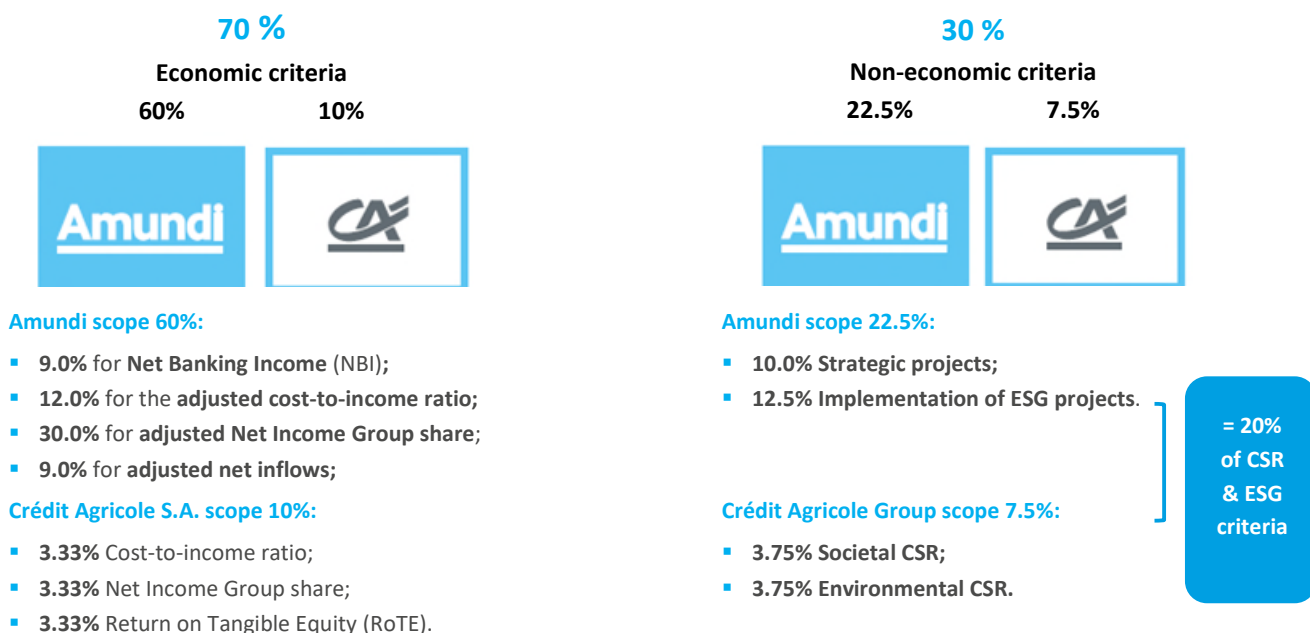 70 %
Economic criteria
60% 10%
Amundi
CA
Amundi scope 60%:
▪ 9.0% for Net Banking Income (NBI);
▪ 12.0% for the adjusted cost-to-income ratio;
▪ 30.0% for adjusted Net Income Group share;
▪ 9.0% for adjusted net inflows;
Crédit Agricole S.A. scope 10%:
▪ 3.33% Cost-to-income ratio;
▪ 3.33% Net Income Group share;
▪ 3.33% Return on Tangible Equity (RoTE).
30 %
Non-economic criteria
22.5% 7.5%
Amundi
CA
Amundi scope 22.5%:
▪ 10.0% Strategic projects;
▪ 12.5% Implementation of ESG projects.
Crédit Agricole Group scope 7.5%:
▪ 3.75% Societal CSR;
▪ 3.75% Environmental CSR.
= 20%
of CSR
& ESG
criteria